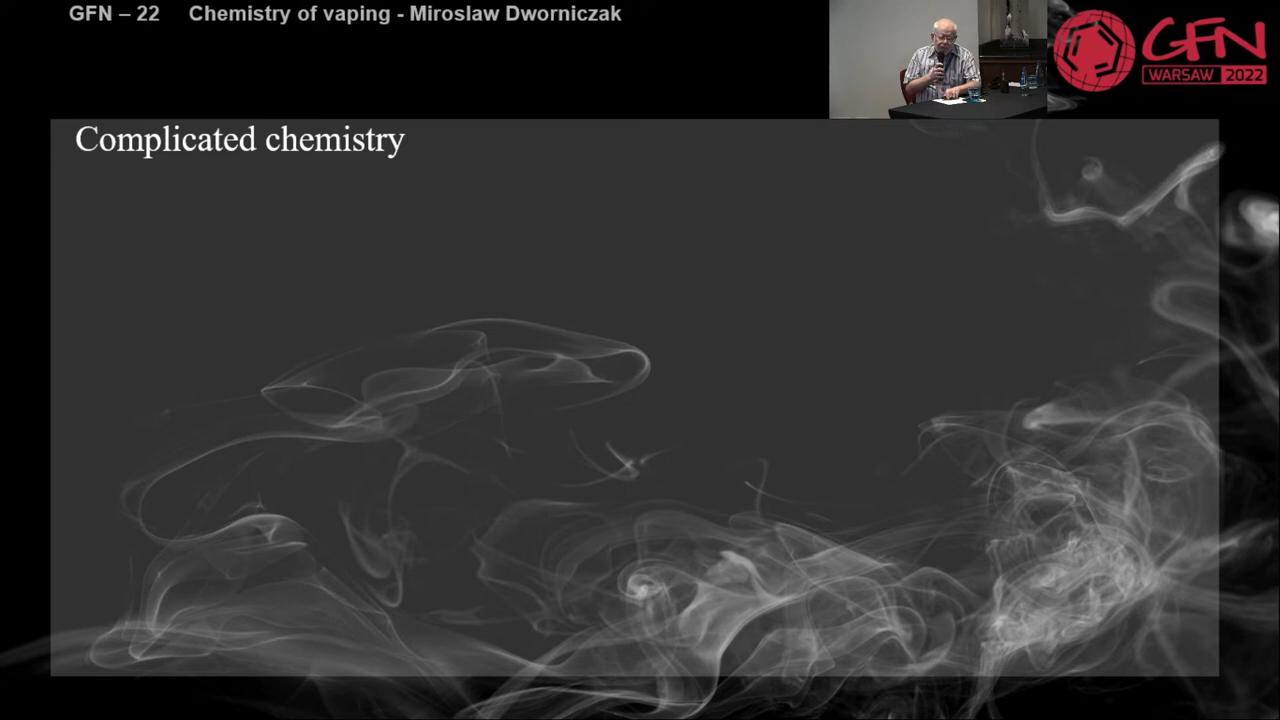 GFN – 22 Chemistry of vaping - Miroslaw Dworniczak
GFN
WARSAW 2022
Complicated chemistry